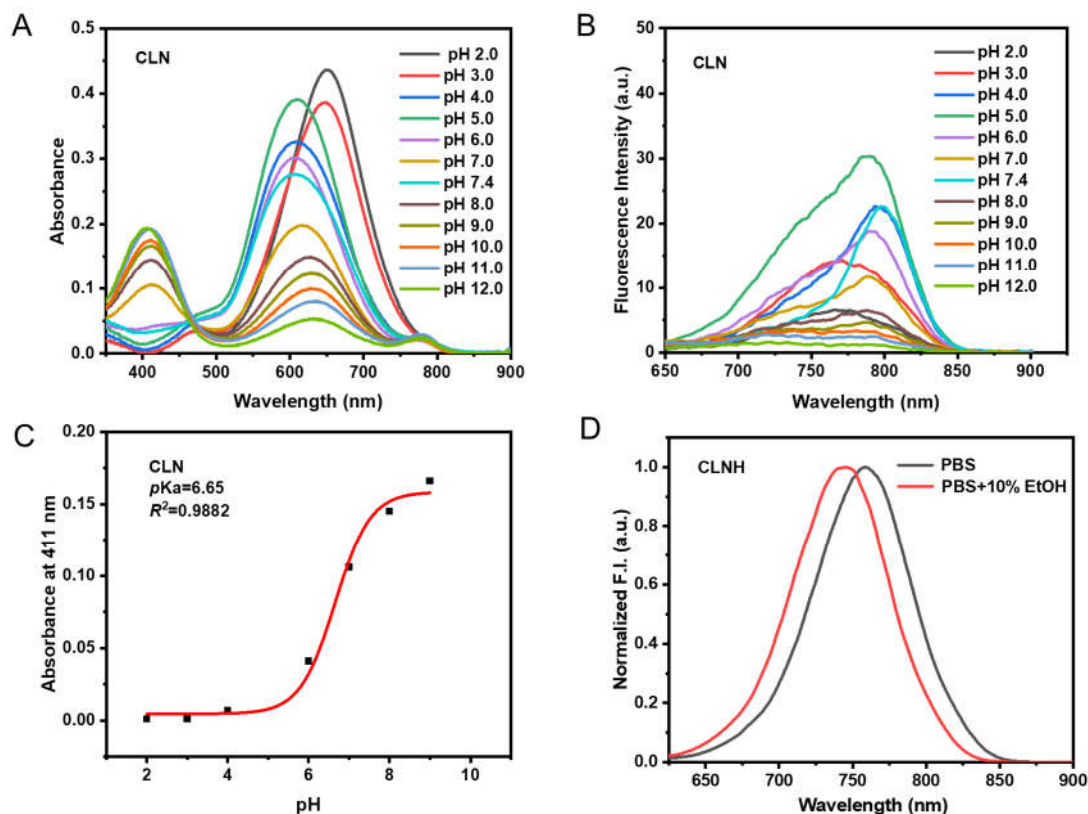 A
CLN
pH 2.0
pH 3.0
pH 4.0
pH 5.0
pH 6.0
pH 7.0
pH 7.4
pH 8.0
pH 9.0
pH 10.0
pH 11.0
pH 12.0
0.5
0.4
0.3
0.2
0.1
0.0
Absorbance
400 500 600 700 800 900
Wavelength (nm)
B
CLN
pH 2.0
pH 3.0
pH 4.0
pH 5.0
pH 6.0
pH 7.0
pH 7.4
pH 8.0
pH 9.0
pH 10.0
pH 11.0
pH 12.0
50
40
30
20
10
0
Fluorescence Intensity (a.u.)
650 700 750 800 850 900
Wavelength (nm)
C
CLN
pKa=6.65
R²=0.9882
0.20
0.15
0.10
0.05
0.00
Absorbance at 411 nm
2 4 6 8 10
pH
D
CLNH
PBS
PBS+10% EtOH
1.0
0.8
0.6
0.4
0.2
0.0
Normalized F.I. (a.u.)
650 700 750 800 850 900
Wavelength (nm)